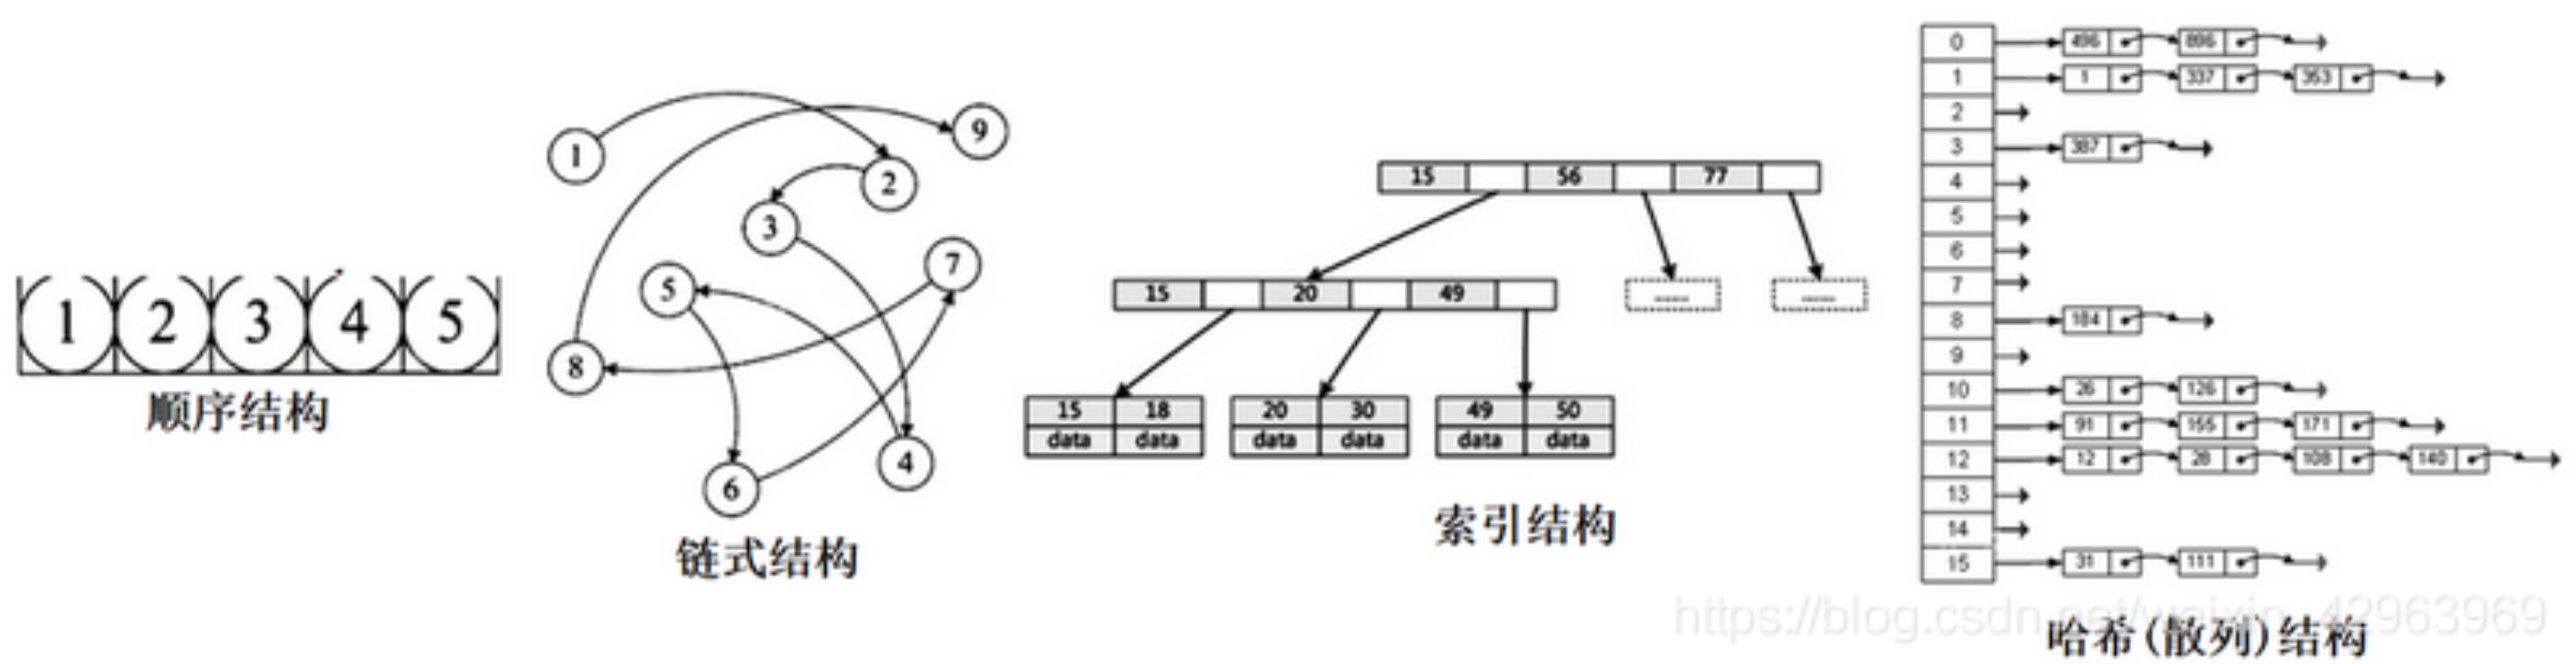 1 2 3 4 5
顺序结构
1
9
2
3
7
5
8
4
6
链式结构
15 56 77
15 20 49
...... ......
15 18 20 30 49 50
data data data data data data
索引结构
0 496 896
1 1 337 353
2
3 387
4
5
6
7
8 184
9
10 26 126
11 91 155 171
12 12 28 108 140
13
14
15 31 111
https://blog.csdn.net/weixin_42963969
哈希(散列)结构